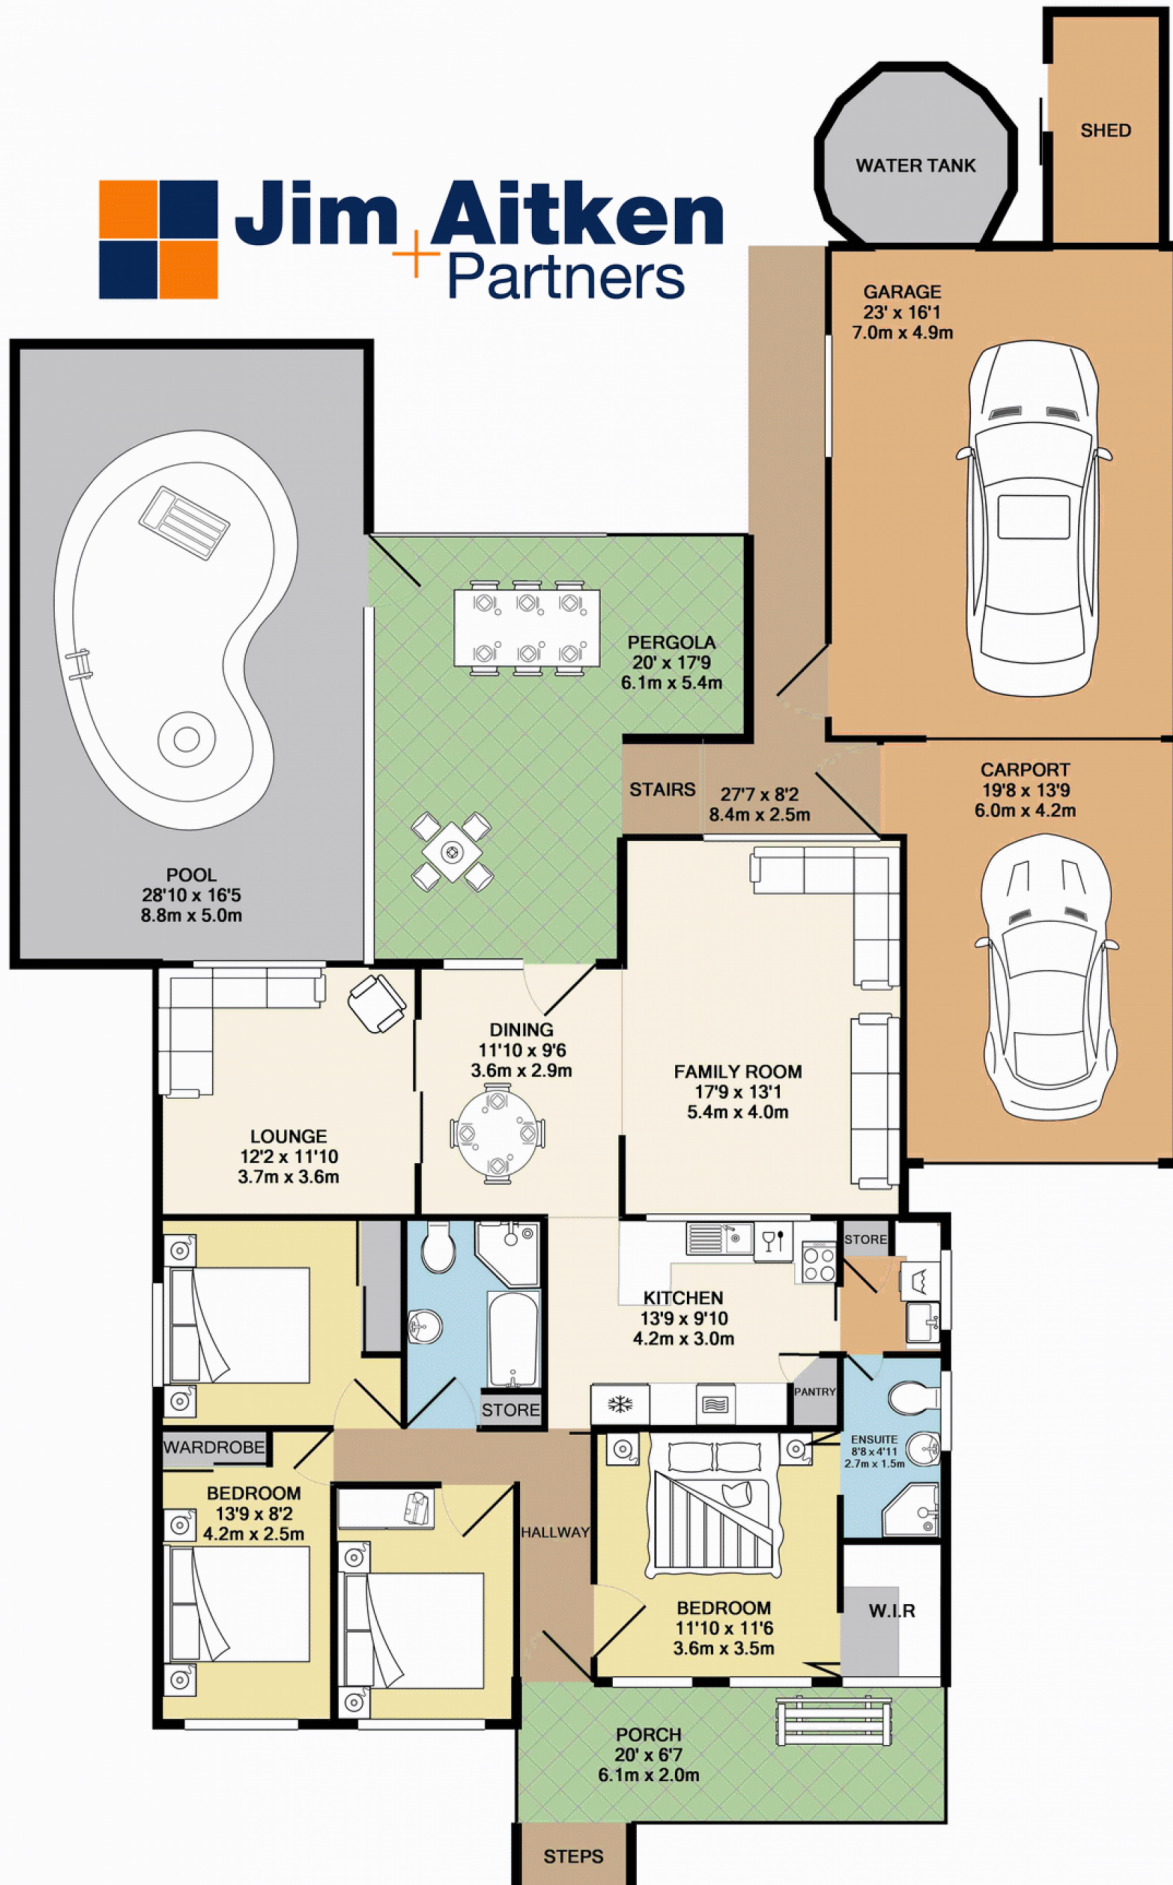 SHED
WATER TANK
Jim Aitken
+ Partners
GARAGE
23' x 16'1
7.0m x 4.9m
PERGOLA
20' x 17'9
6.1m x 5.4m
STAIRS
27'7 x 8'2
8.4m x 2.5m
CARPORT
19'8 x 13'9
6.0m x 4.2m
POOL
28'10 x 16'5
8.8m x 5.0m
DINING
11'10 x 9'6
3.6m x 2.9m
FAMILY ROOM
17'9 x 13'1
5.4m x 4.0m
LOUNGE
12'2 x 11'10
3.7m x 3.6m
STORE
KITCHEN
13'9 x 9'10
4.2m x 3.0m
PANTRY
STORE
ENSUITE
8'8 x 4'11
2.7m x 1.5m
WARDROBE
BEDROOM
13'9 x 8'2
4.2m x 2.5m
HALLWAY
BEDROOM
11'10 x 11'6
3.6m x 3.5m
W.I.R
PORCH
20' x 6'7
6.1m x 2.0m
STEPS